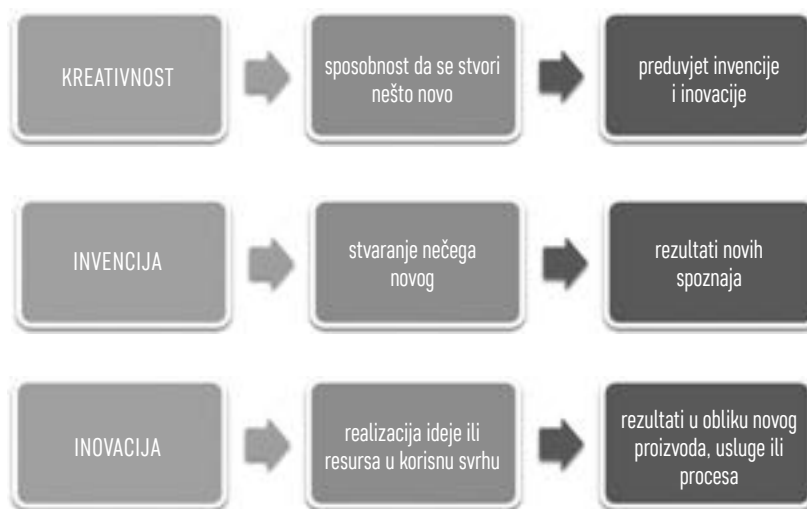 KREATIVNOST
sposobnost da se stvori
nešto novo
preduvjet invencije
i inovacije
INVENCIJA
stvaranje nečega
novog
rezultati novih
spoznaja
INOVACIJA
realizacija ideje ili
resursa u korisnu svrhu
rezultati u obliku novog
proizvoda, usluge ili
procesa